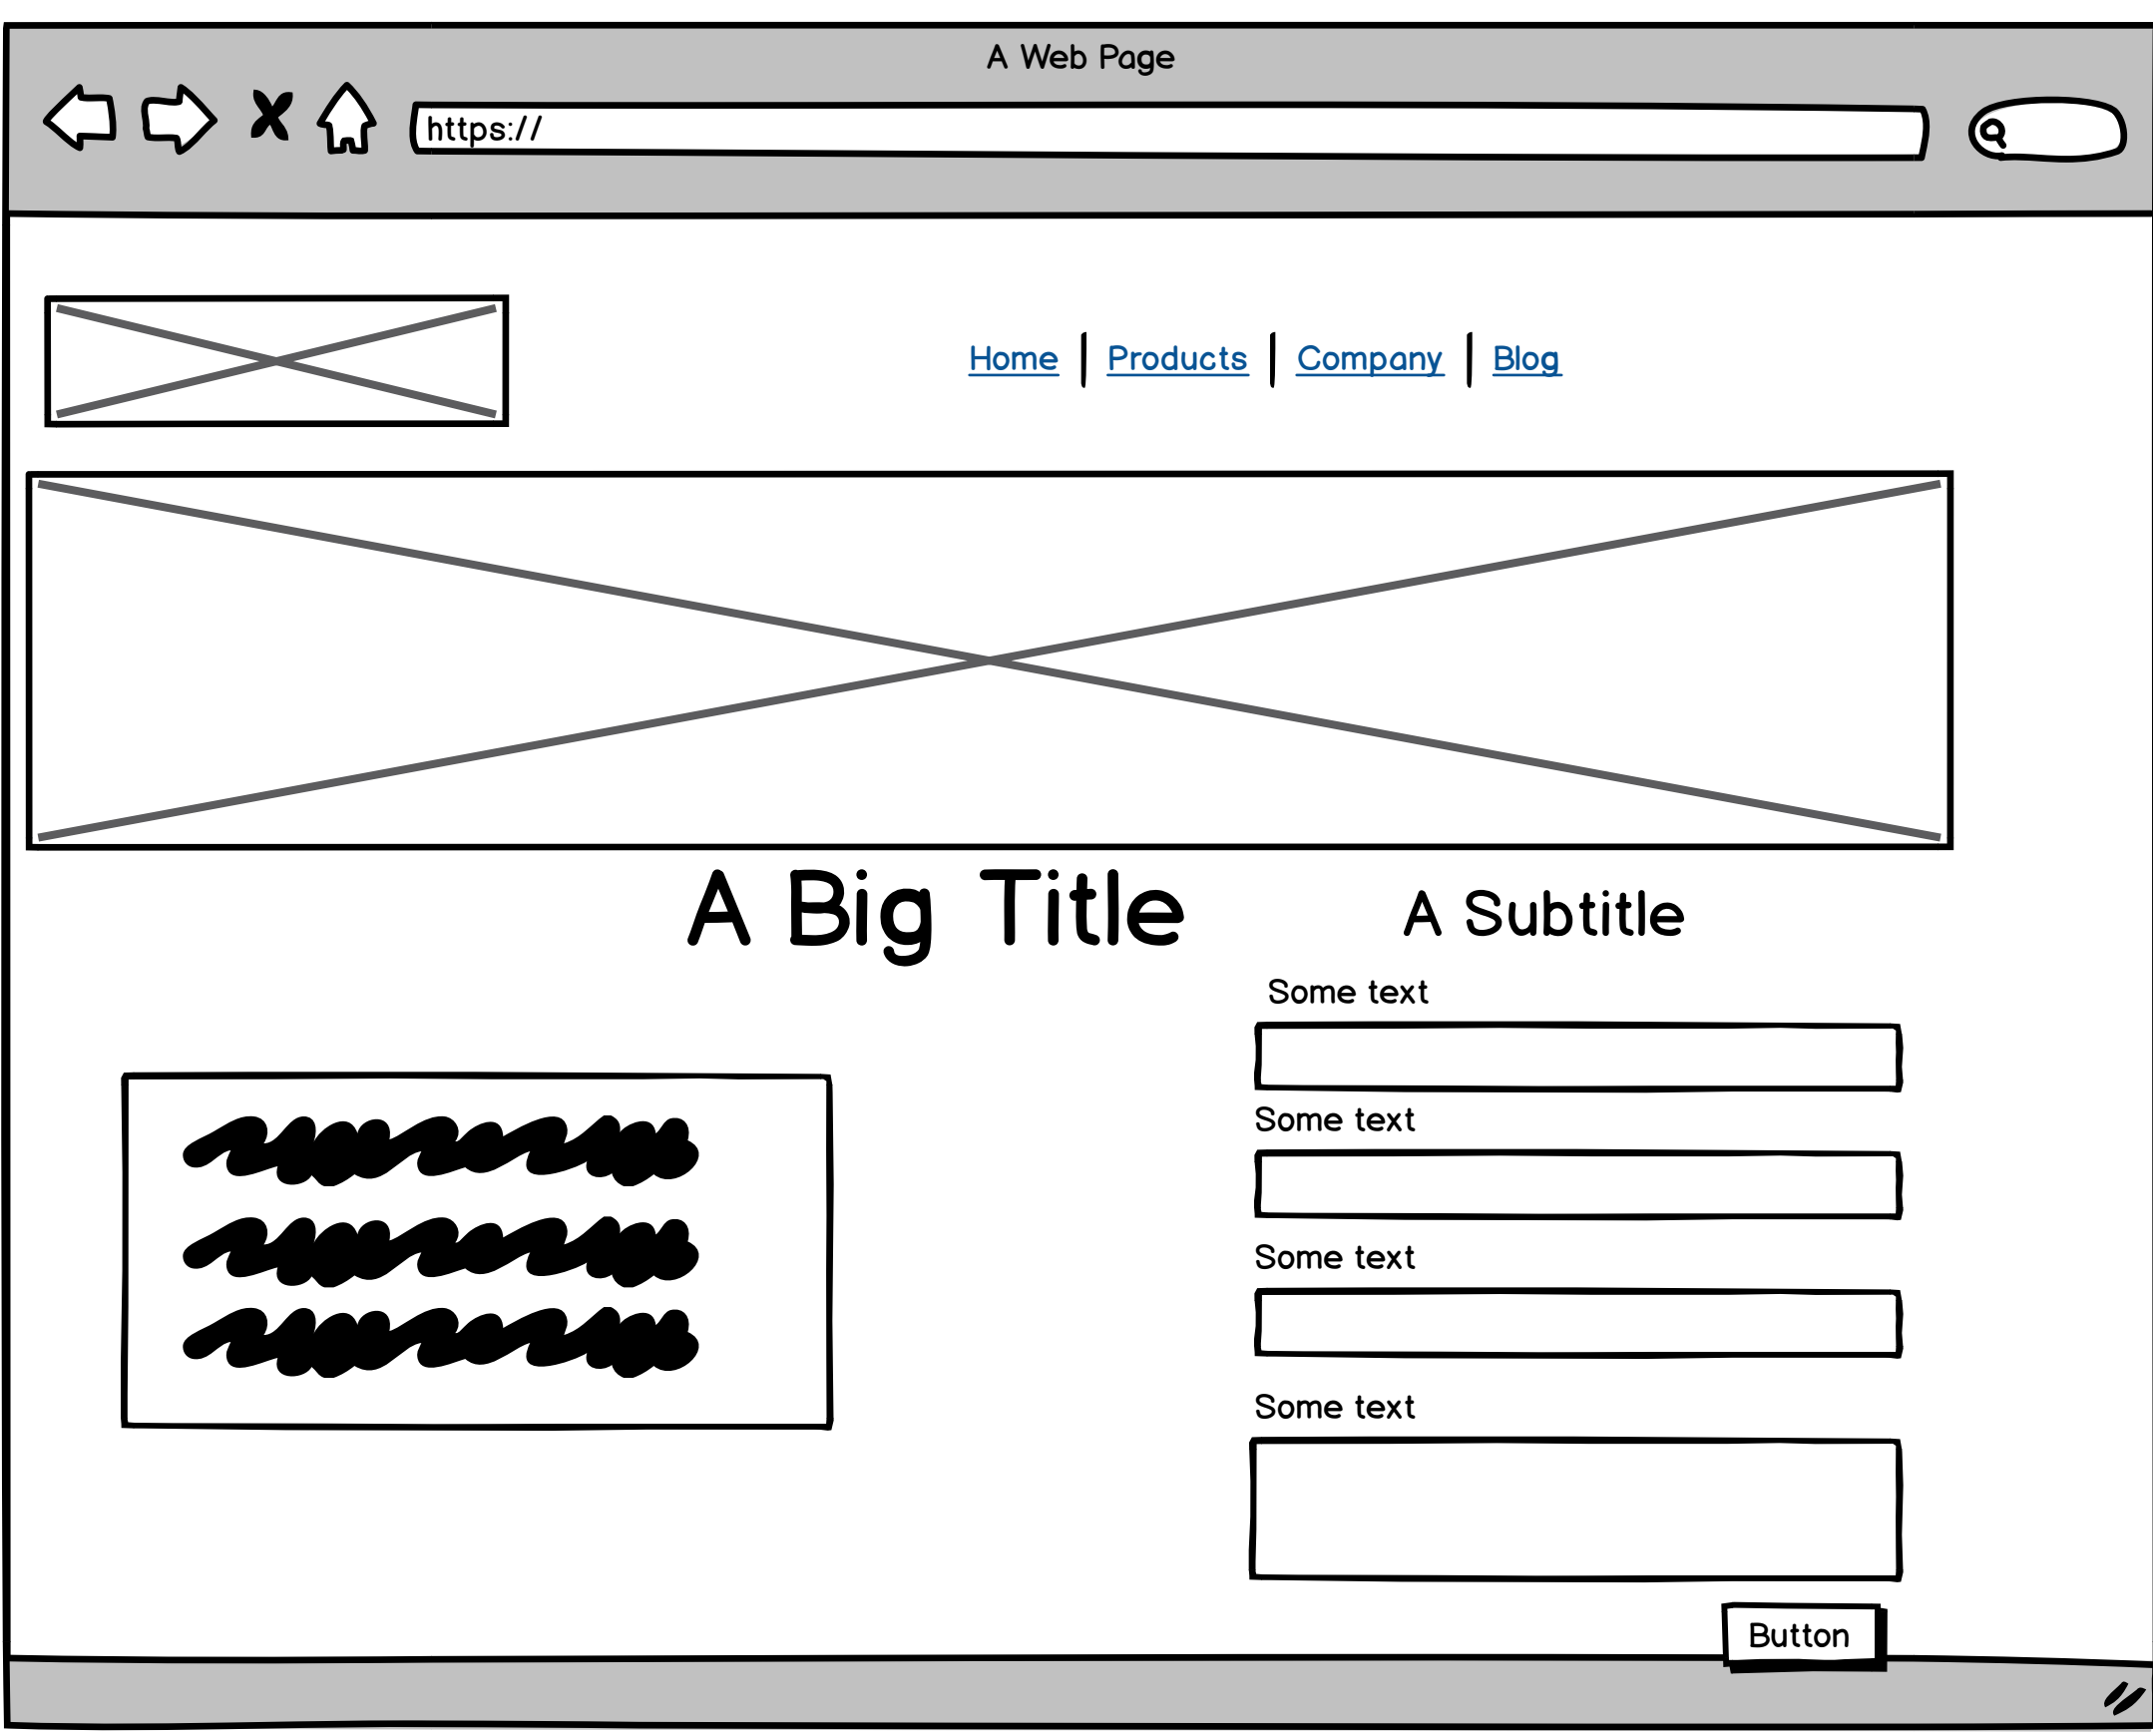 A Web Page
https://
Home | Products | Company | Blog
A Big Title
A Subtitle
Some text
Some text
Some text
Some text
Button